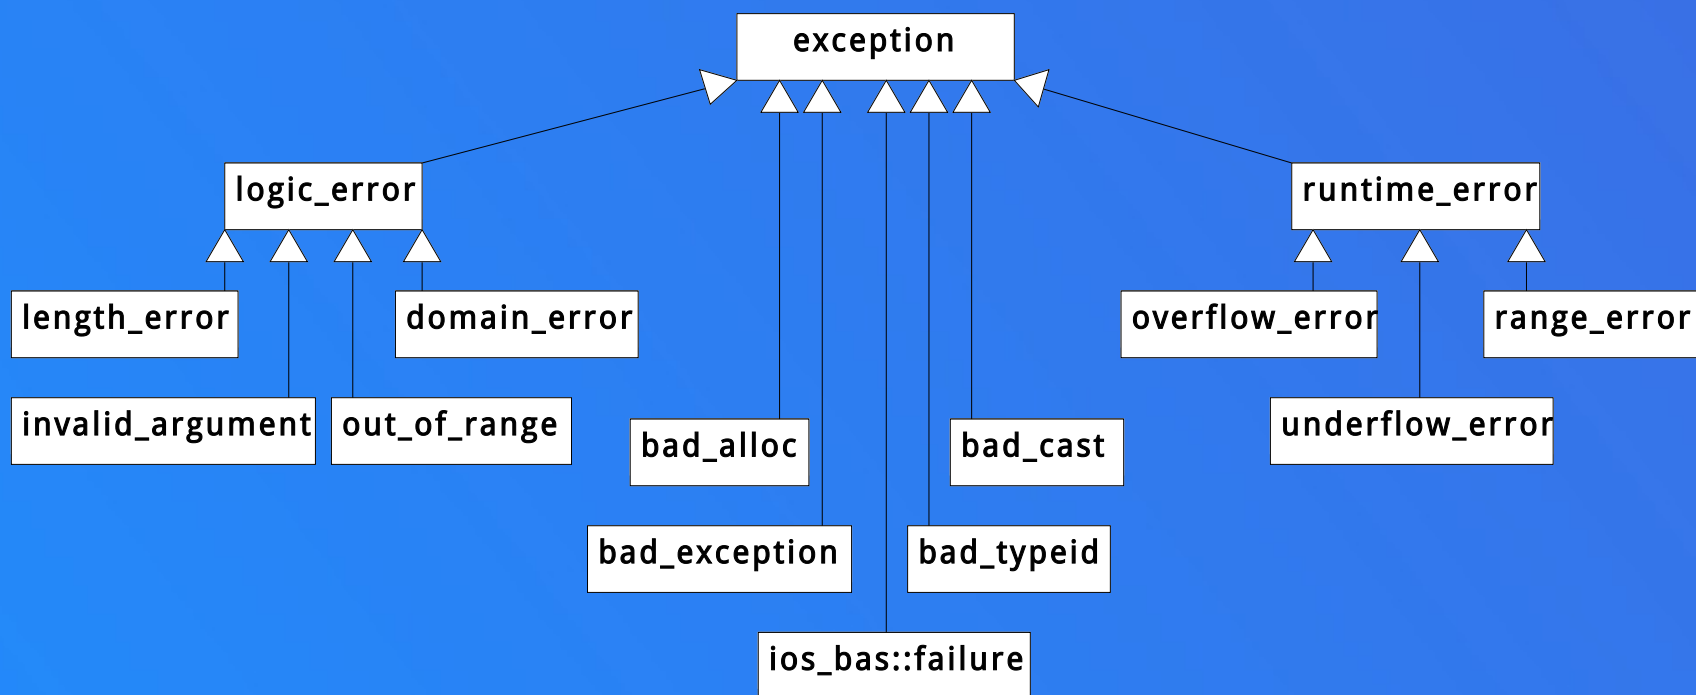 exception
logic_error
runtime_error
length_error
domain_error
overflow_error
range_error
invalid_argument
out_of_range
underflow_error
bad_alloc
bad_cast
bad_exception
bad_typeid
ios_bas::failure